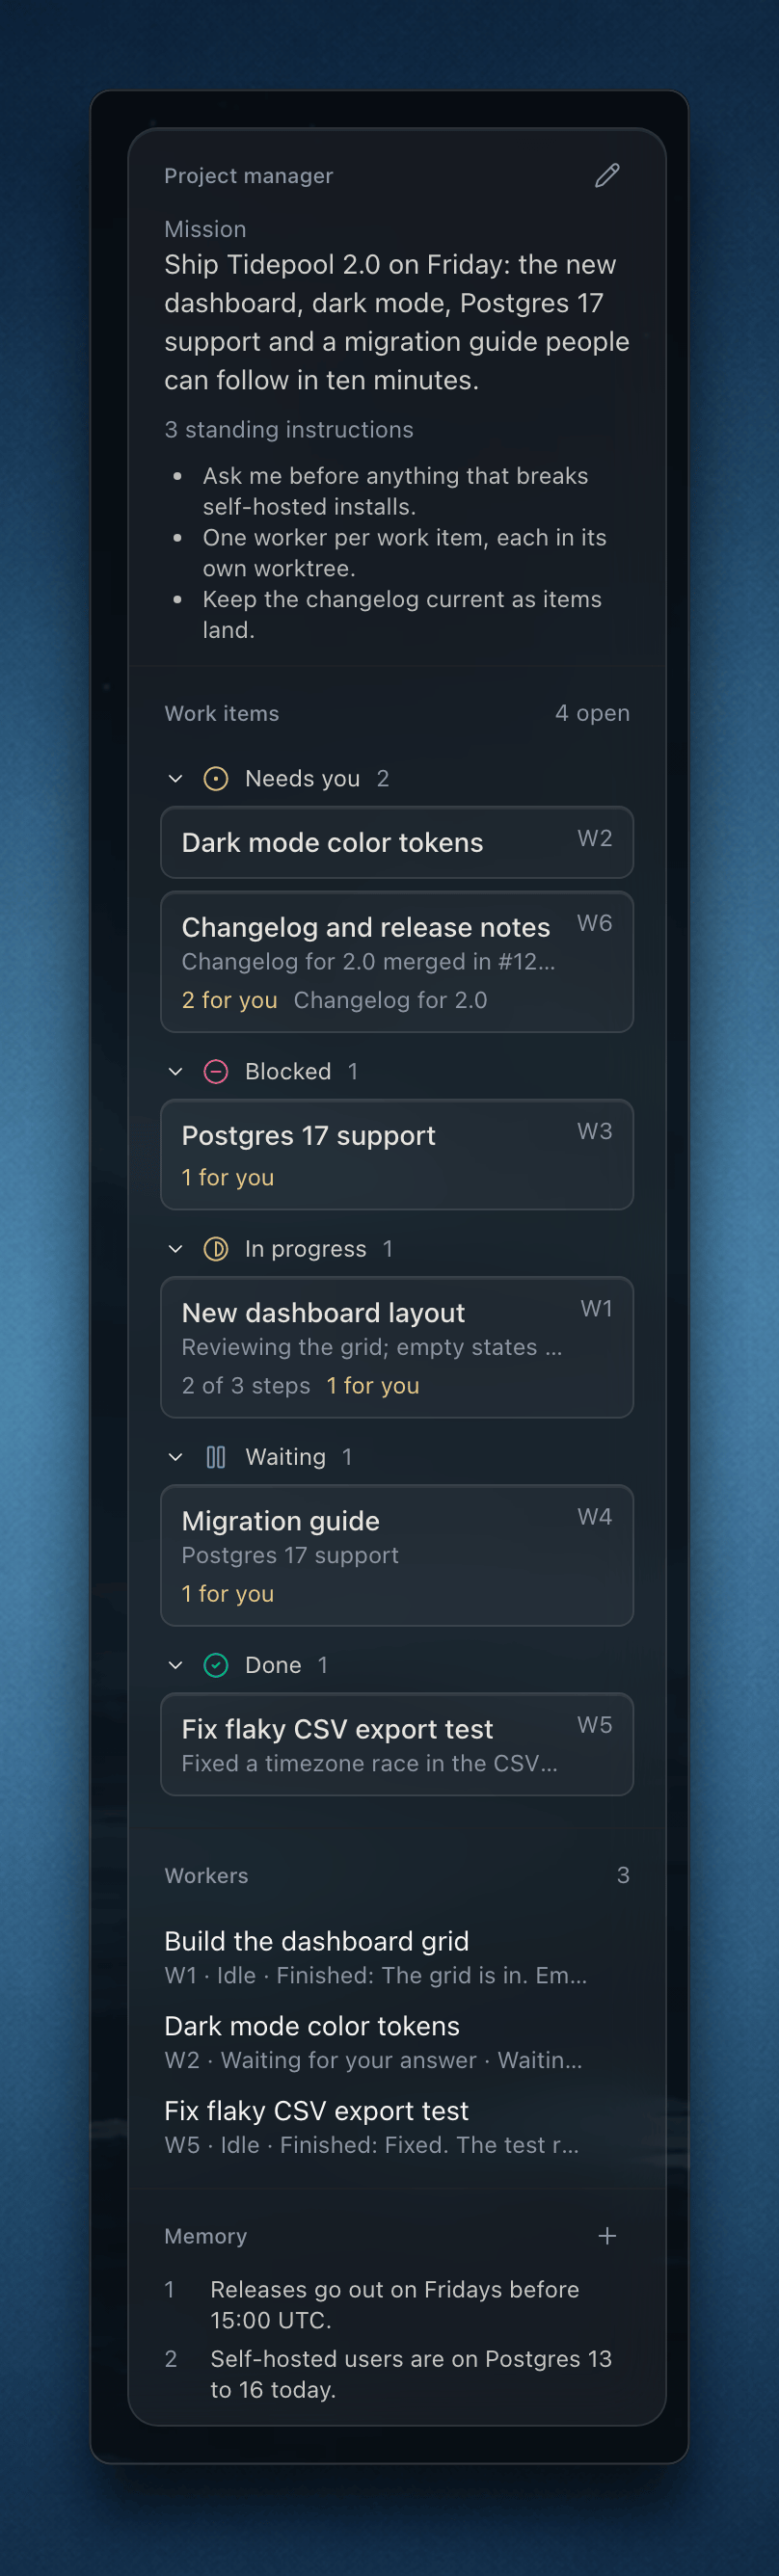 Project manager
Mission
Ship Tidepool 2.0 on Friday: the new
dashboard, dark mode, Postgres 17
support and a migration guide people
can follow in ten minutes.
3 standing instructions
• Ask me before anything that breaks
self-hosted installs.
• One worker per work item, each in its
own worktree.
• Keep the changelog current as items
land.
Work items 4 open
Needs you 2
Dark mode color tokens W2
Changelog and release notes W6
Changelog for 2.0 merged in #12...
2 for you Changelog for 2.0
Blocked 1
Postgres 17 support W3
1 for you
In progress 1
New dashboard layout W1
Reviewing the grid; empty states ...
2 of 3 steps 1 for you
Waiting 1
Migration guide W4
Postgres 17 support
1 for you
Done 1
Fix flaky CSV export test W5
Fixed a timezone race in the CSV...
Workers 3
Build the dashboard grid
W1 · Idle · Finished: The grid is in. Em...
Dark mode color tokens
W2 · Waiting for your answer · Waitin...
Fix flaky CSV export test
W5 · Idle · Finished: Fixed. The test r...
Memory
1 Releases go out on Fridays before
15:00 UTC.
2 Self-hosted users are on Postgres 13
to 16 today.